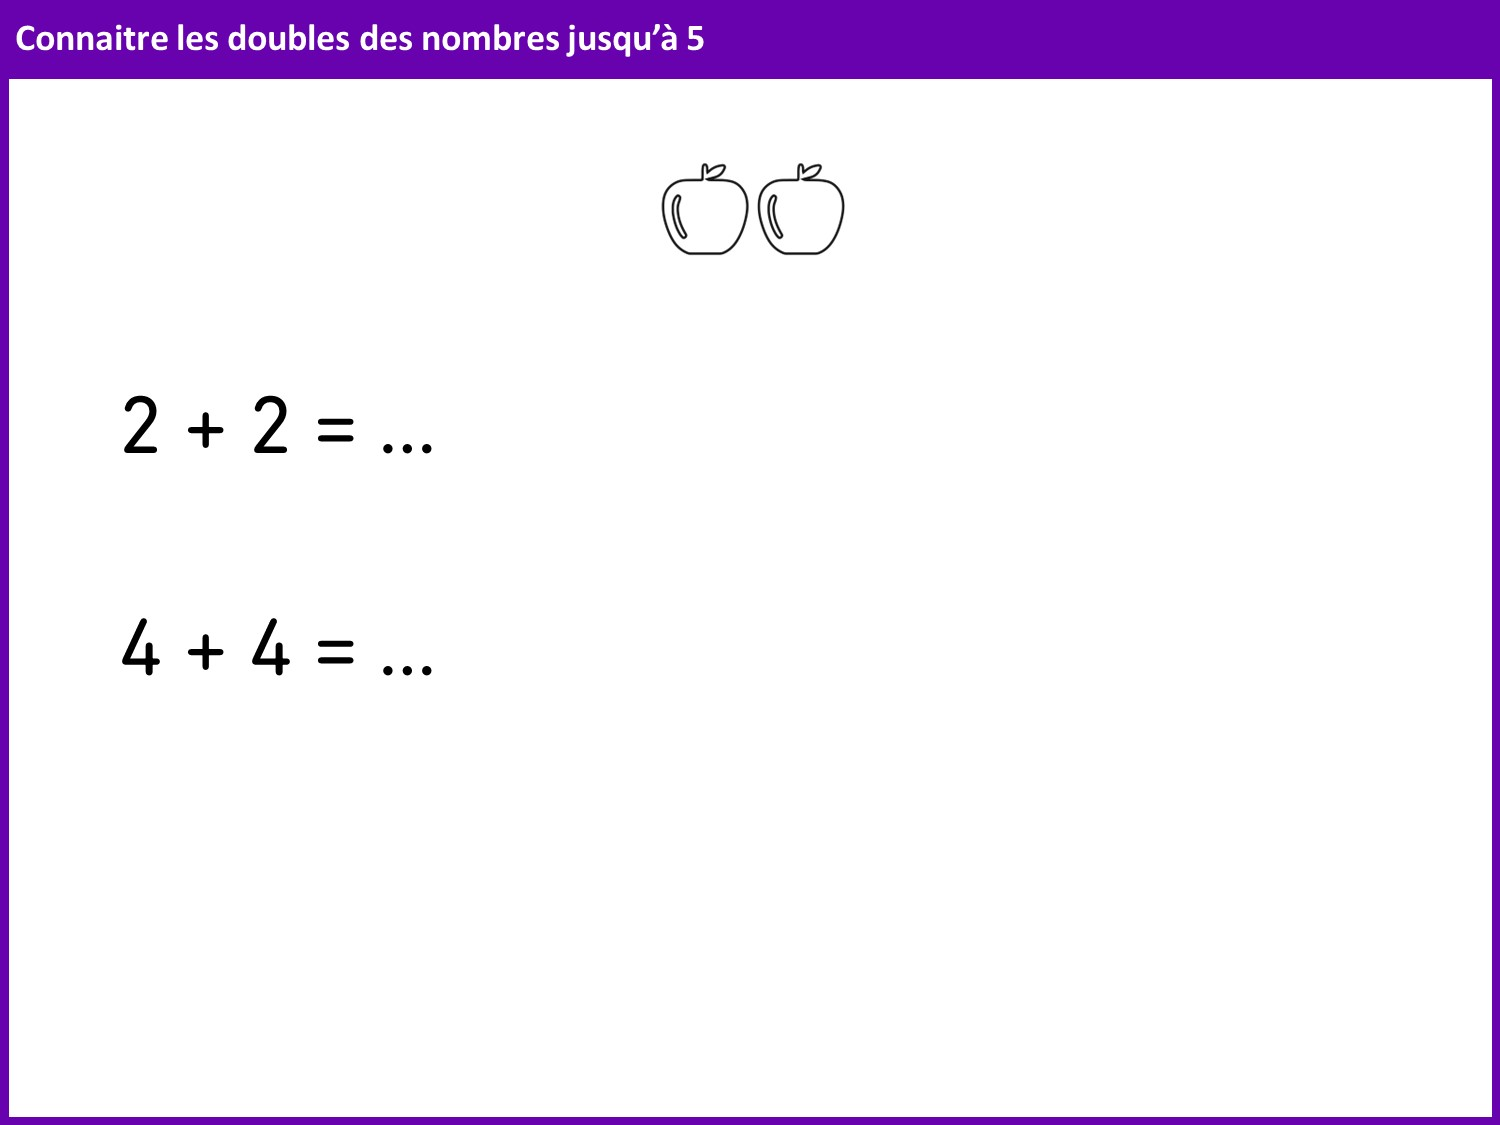 Connaitre les doubles des nombres jusqu’à 5
2 + 2 = …
4 + 4 = …